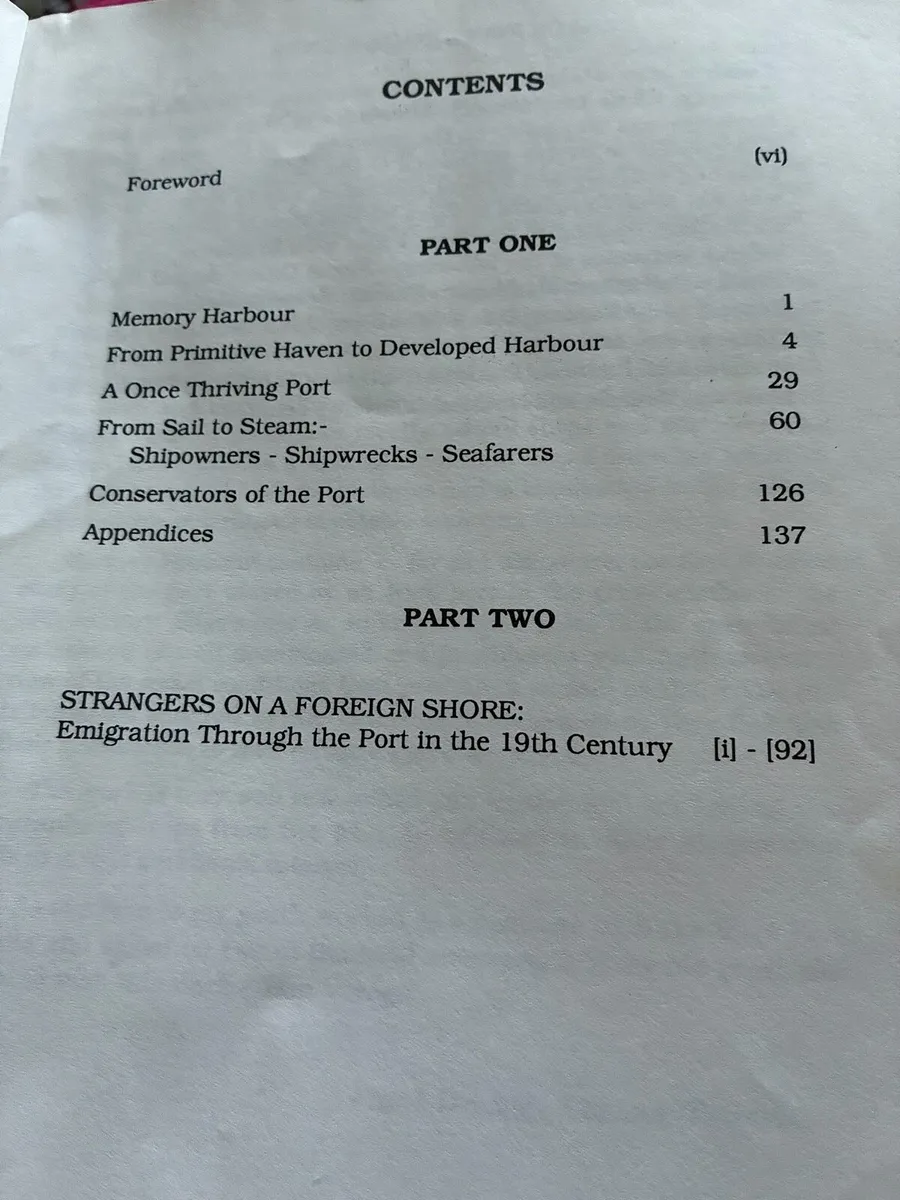 CONTENTS
Foreword (vi)
PART ONE
Memory Harbour 1
From Primitive Haven to Developed Harbour 4
A Once Thriving Port 29
From Sail to Steam:- 60
Shipowners - Shipwrecks - Seafarers
Conservators of the Port 126
Appendices 137
PART TWO
STRANGERS ON A FOREIGN SHORE:
Emigration Through the Port in the 19th Century [i] - [92]